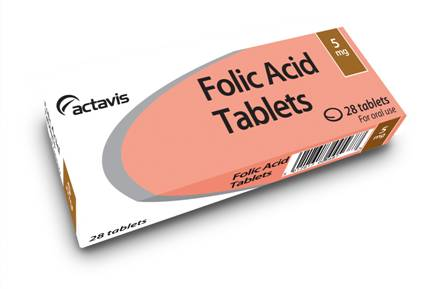 actavis
Folic Acid
Tablets
5
mg
28 tablets
For oral use
Folic Acid
Tablets
5
mg
28 tablets